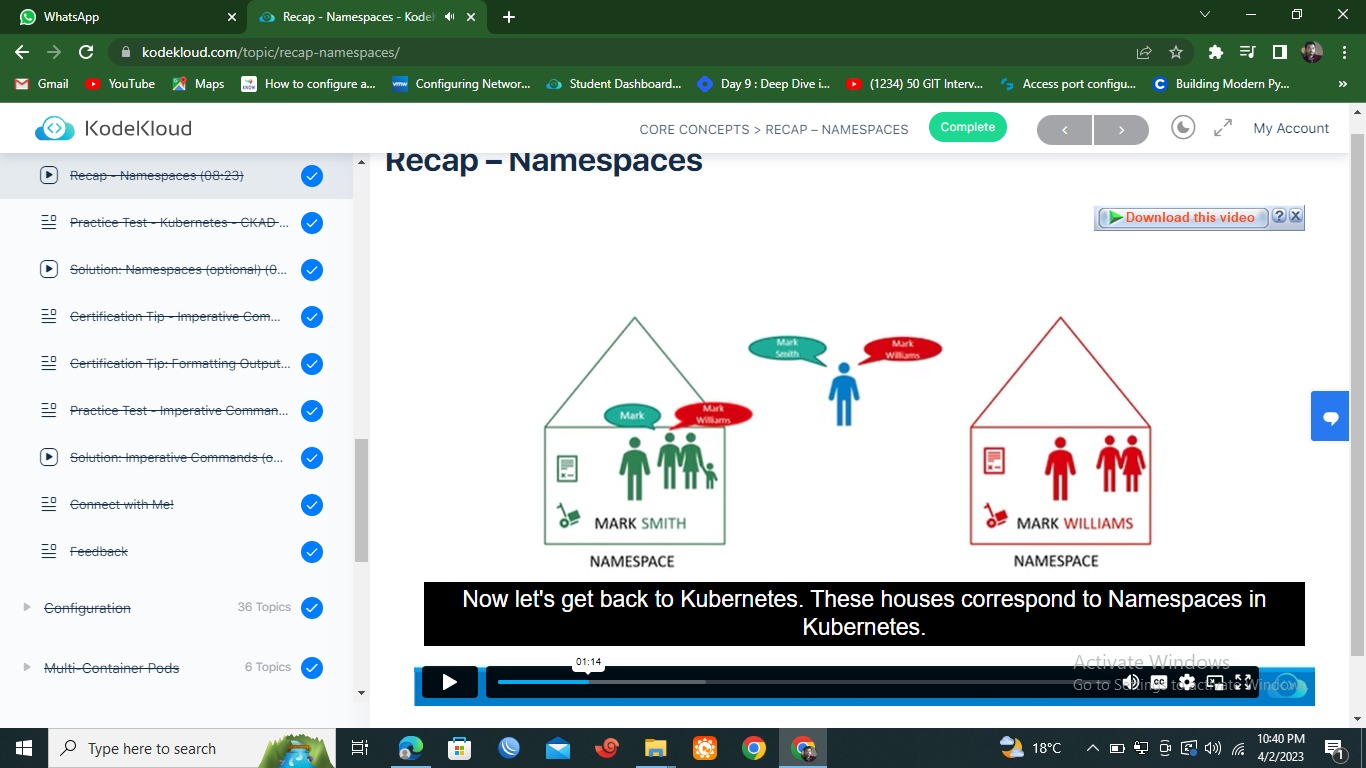 WhatsApp
Recap - Namespaces - Kodekl
kodekloud.com/topic/recap-namespaces/
Gmail
YouTube
Maps
How to configure a...
Configuring Networ...
Student Dashboard...
Day 9 : Deep Dive i...
(1234) 50 GIT Interv...
Access port configu...
Building Modern Py...
»
KodeKloud
CORE CONCEPTS > RECAP – NAMESPACES
Complete
<
>
My Account
Recap – Namespaces
Recap - Namespaces (08:23)
Practice Test - Kubernetes - CKAD ...
Solution: Namespaces (optional) (0...
Certification Tip - Imperative Com...
Certification Tip: Formatting Output...
Practice Test - Imperative Comman...
Solution: Imperative Commands (o...
Connect with Me!
Feedback
Configuration
36 Topics
Multi-Container Pods
6 Topics
Download this video
?
X
Mark
Smith
Mark
Williams
Mark
Mark
Williams
MARK SMITH
NAMESPACE
MARK WILLIAMS
NAMESPACE
Now let's get back to Kubernetes. These houses correspond to Namespaces in
Kubernetes.
01:14
CC
Activate Windows
Go to Settings to activate Windows.
Type here to search
18°C
10:40 PM
4/2/2023
1